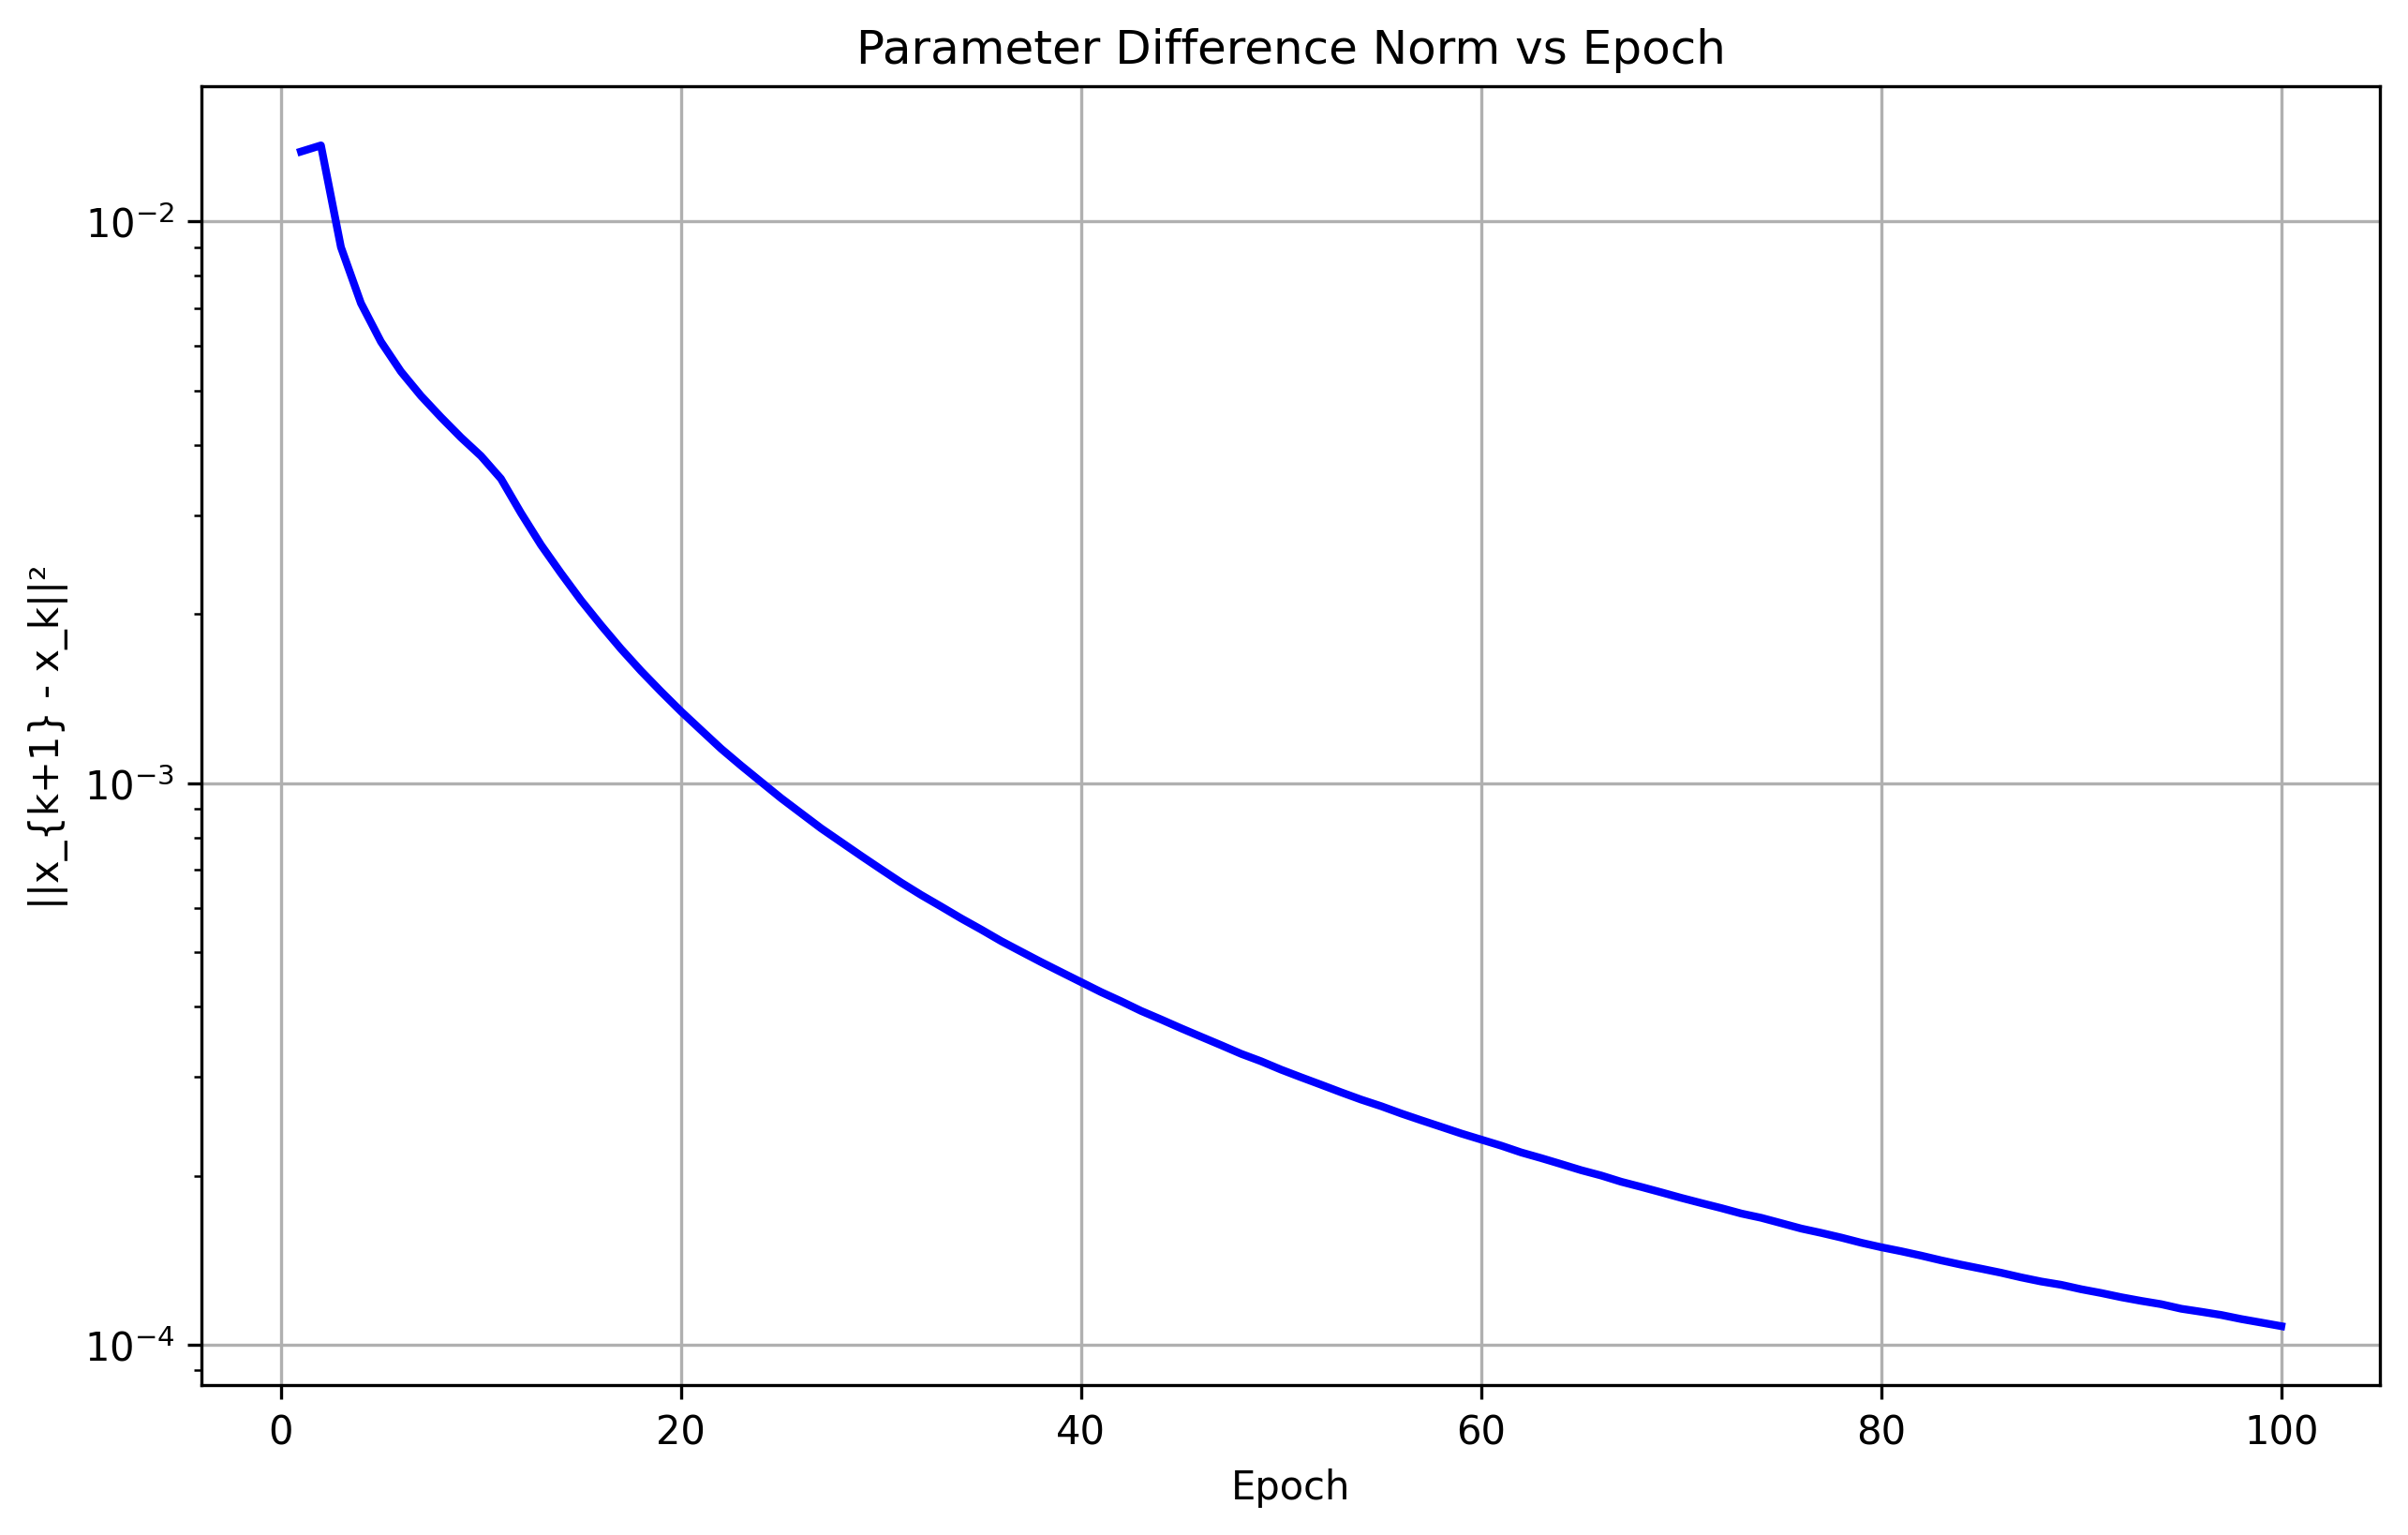 Parameter Difference Norm vs Epoch
||x_{k+1} - x_k||²
10⁻²
10⁻³
10⁻⁴
0 20 40 60 80 100
Epoch